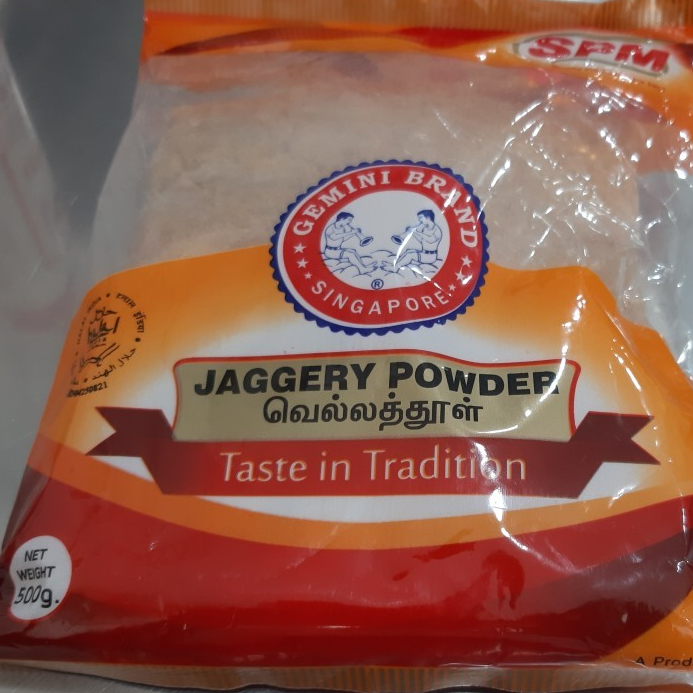 SPM
GEMINI BRAND
®
SINGAPORE
JAGGERY POWDER
வெல்லத்தூள்
Taste in Tradition
NET
WEIGHT
500g.
A Prod